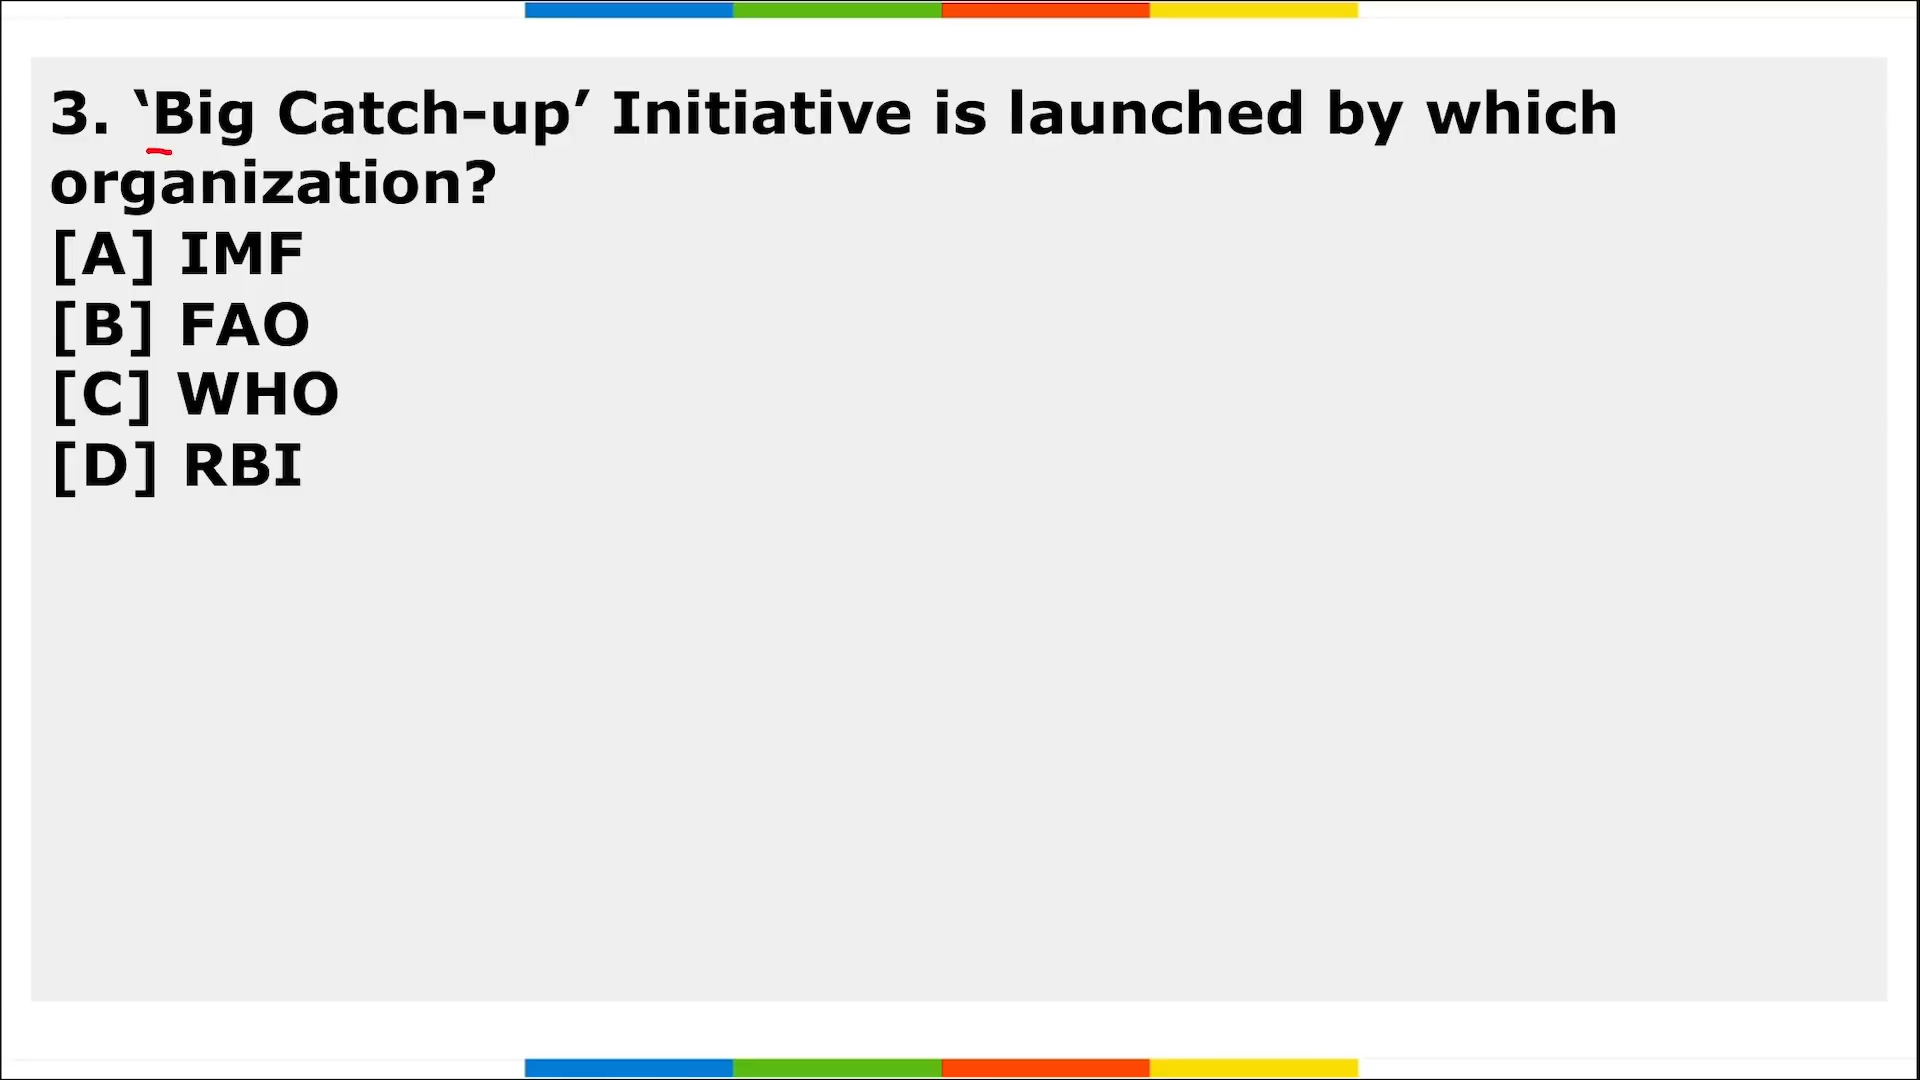 3. ‘Big Catch-up’ Initiative is launched by which
organization?
[A] IMF
[B] FAO
[C] WHO
[D] RBI